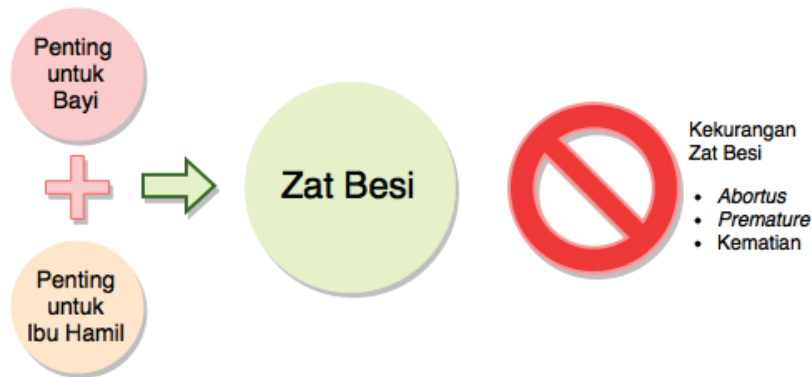 Penting
untuk
Bayi
Penting
untuk
Ibu Hamil
Zat Besi
Kekurangan
Zat Besi
• Abortus
• Premature
• Kematian